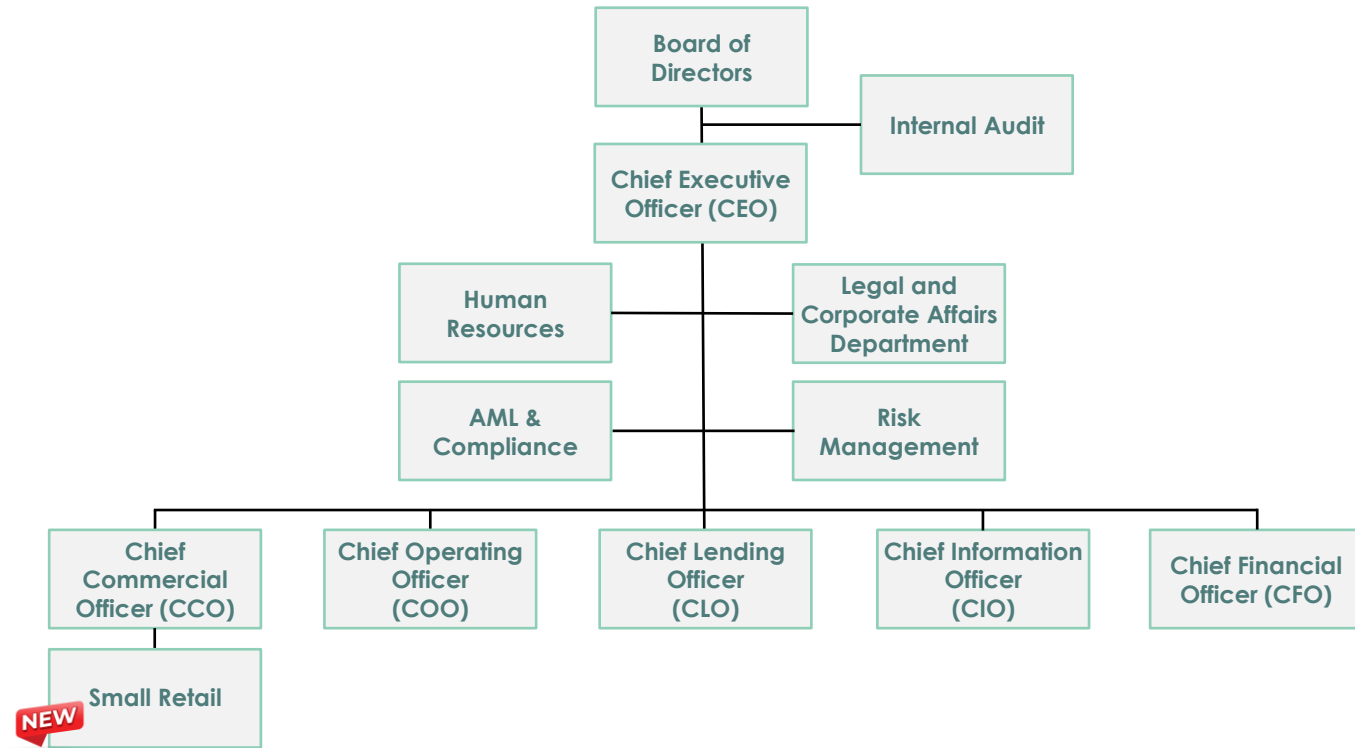 Board of
Directors
Internal Audit
Chief Executive
Officer (CEO)
Human
Resources
Legal and
Corporate Affairs
Department
AML &
Compliance
Risk
Management
Chief
Commercial
Officer (CCO)
Chief Operating
Officer
(COO)
Chief Lending
Officer
(CLO)
Chief Information
Officer
(CIO)
Chief Financial
Officer (CFO)
Small Retail
NEW